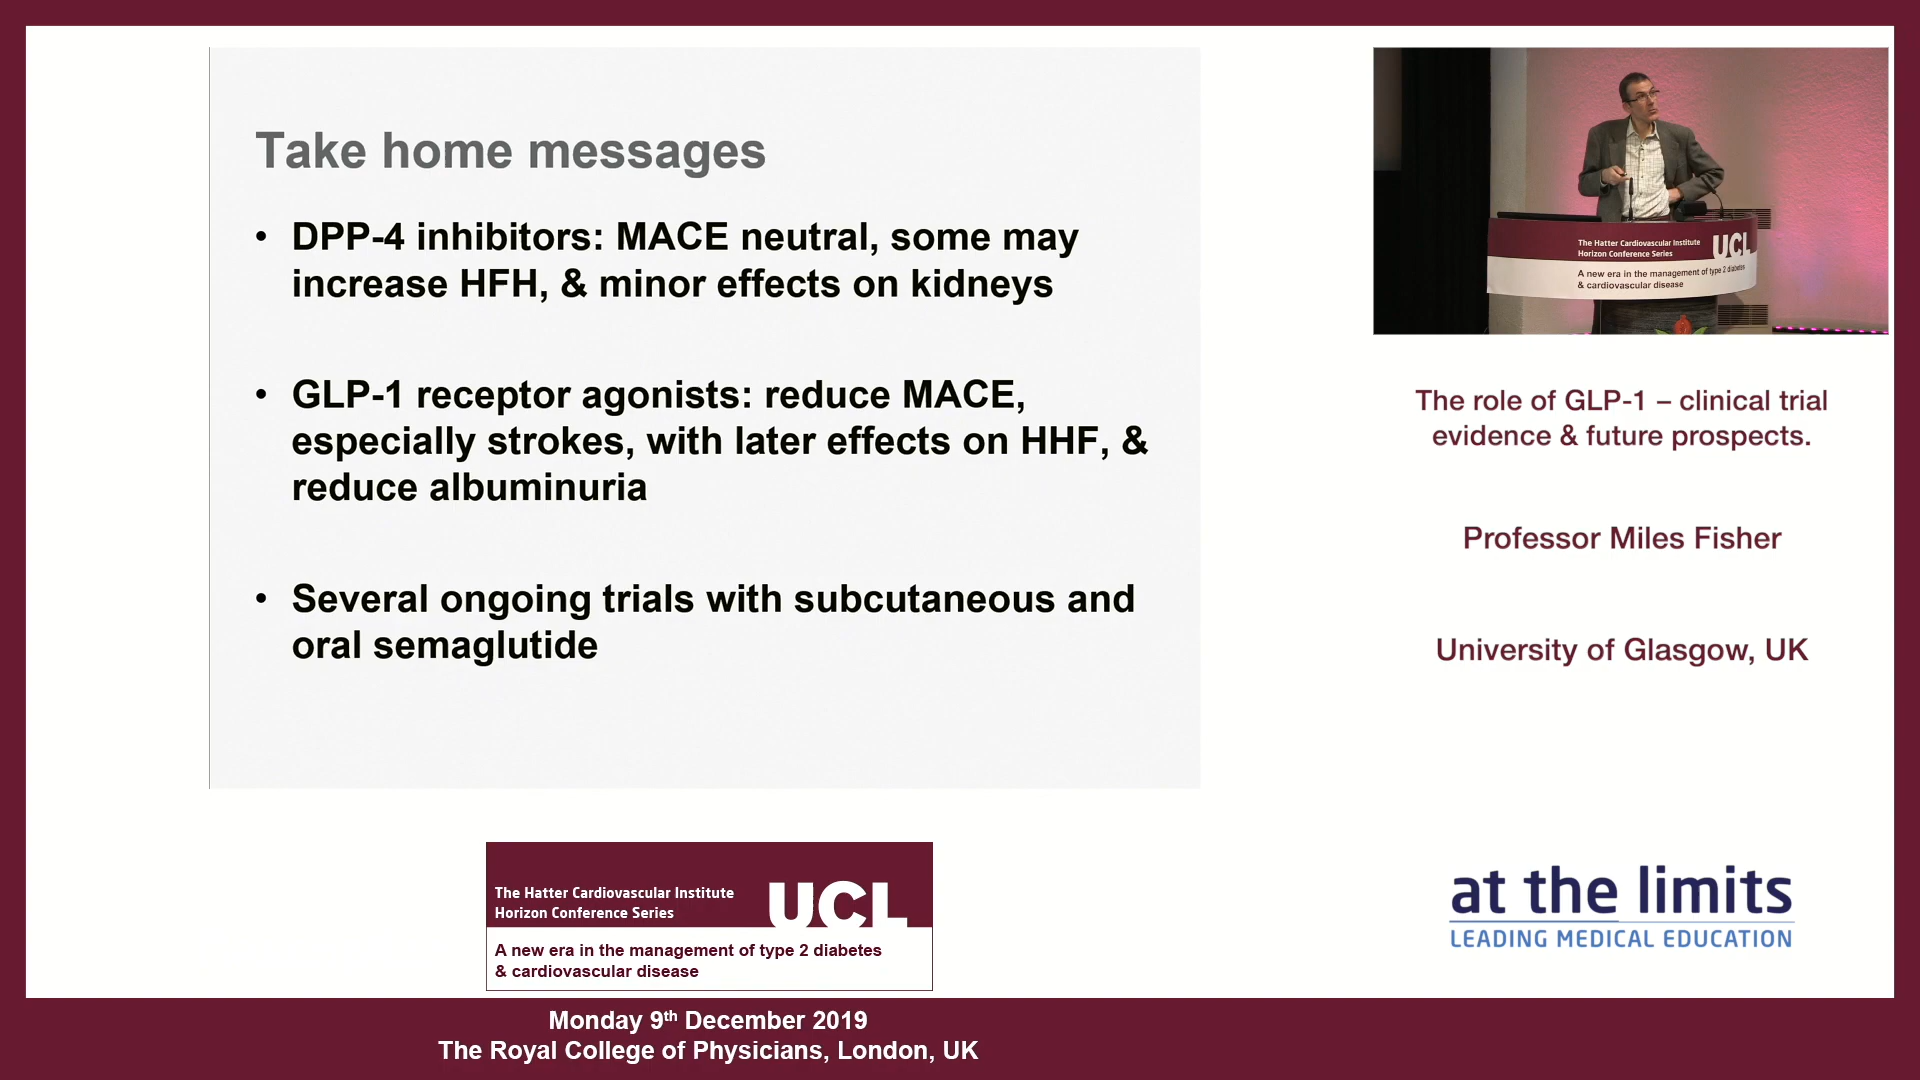 Take home messages
• DPP-4 inhibitors: MACE neutral, some may
increase HFH, & minor effects on kidneys
• GLP-1 receptor agonists: reduce MACE,
especially strokes, with later effects on HHF, &
reduce albuminuria
• Several ongoing trials with subcutaneous and
oral semaglutide
The Hatter Cardiovascular Institute
Horizon Conference Series
UCL
A new era in the management of type 2 diabetes
& cardiovascular disease
The role of GLP-1 – clinical trial
evidence & future prospects.
Professor Miles Fisher
University of Glasgow, UK
The Hatter Cardiovascular Institute
Horizon Conference Series
UCL
A new era in the management of type 2 diabetes
& cardiovascular disease
at the limits
LEADING MEDICAL EDUCATION
Monday 9th December 2019
The Royal College of Physicians, London, UK